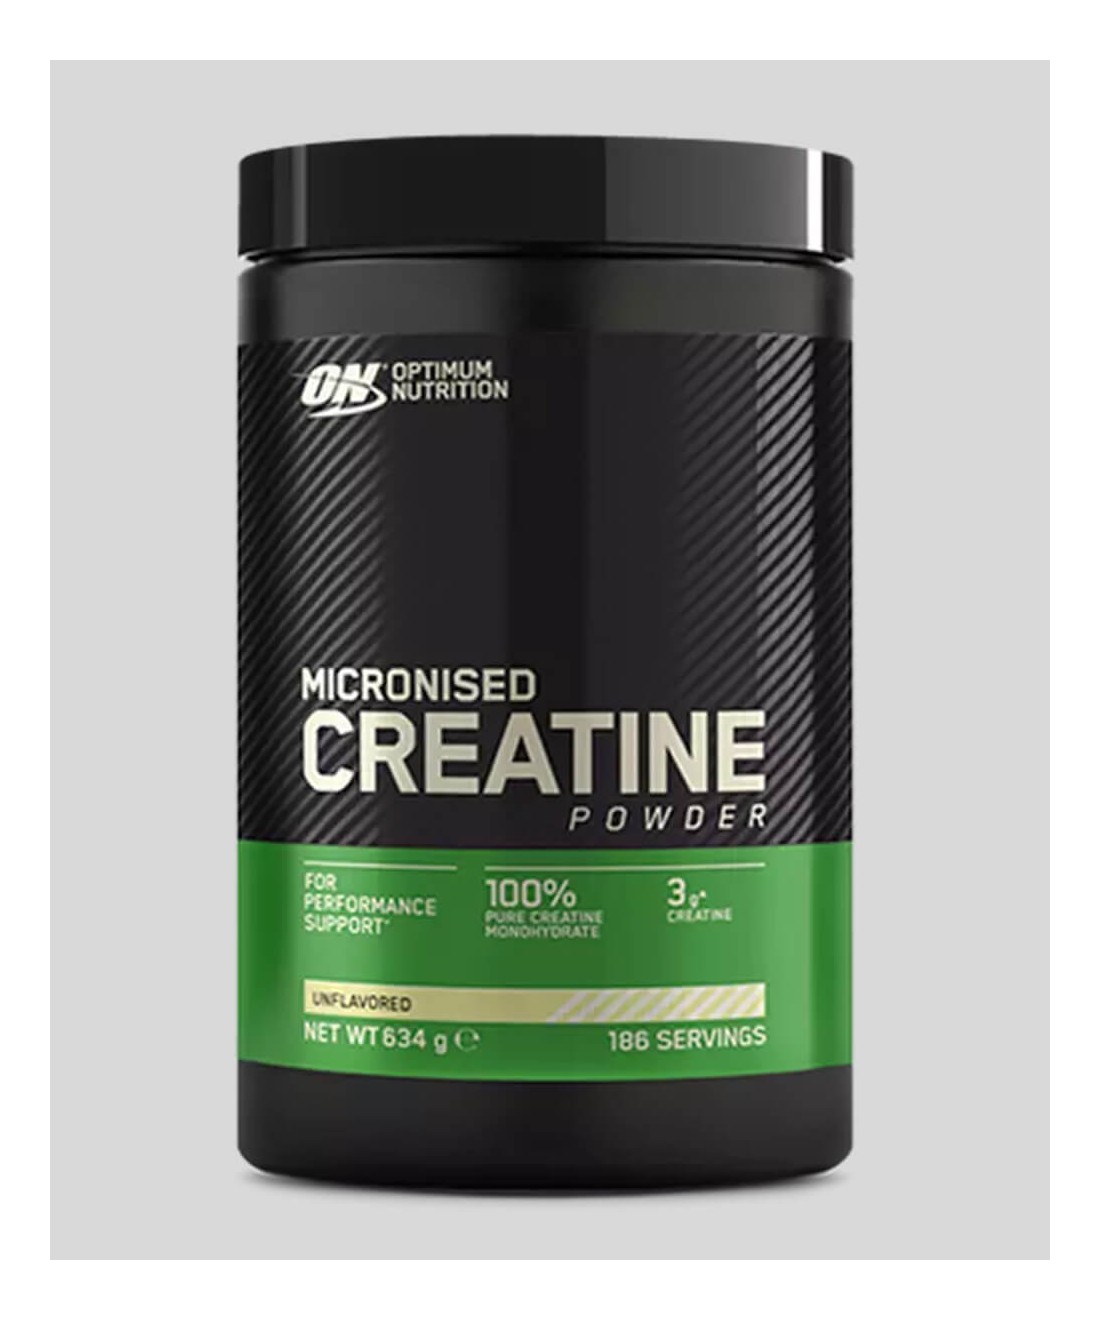 ON OPTIMUM
NUTRITION
MICRONISED
CREATINE
POWDER
FOR
PERFORMANCE
SUPPORT*
100%
PURE CREATINE
MONOHYDRATE
3g*
CREATINE
UNFLAVORED
NET WT 634 g ℮
186 SERVINGS